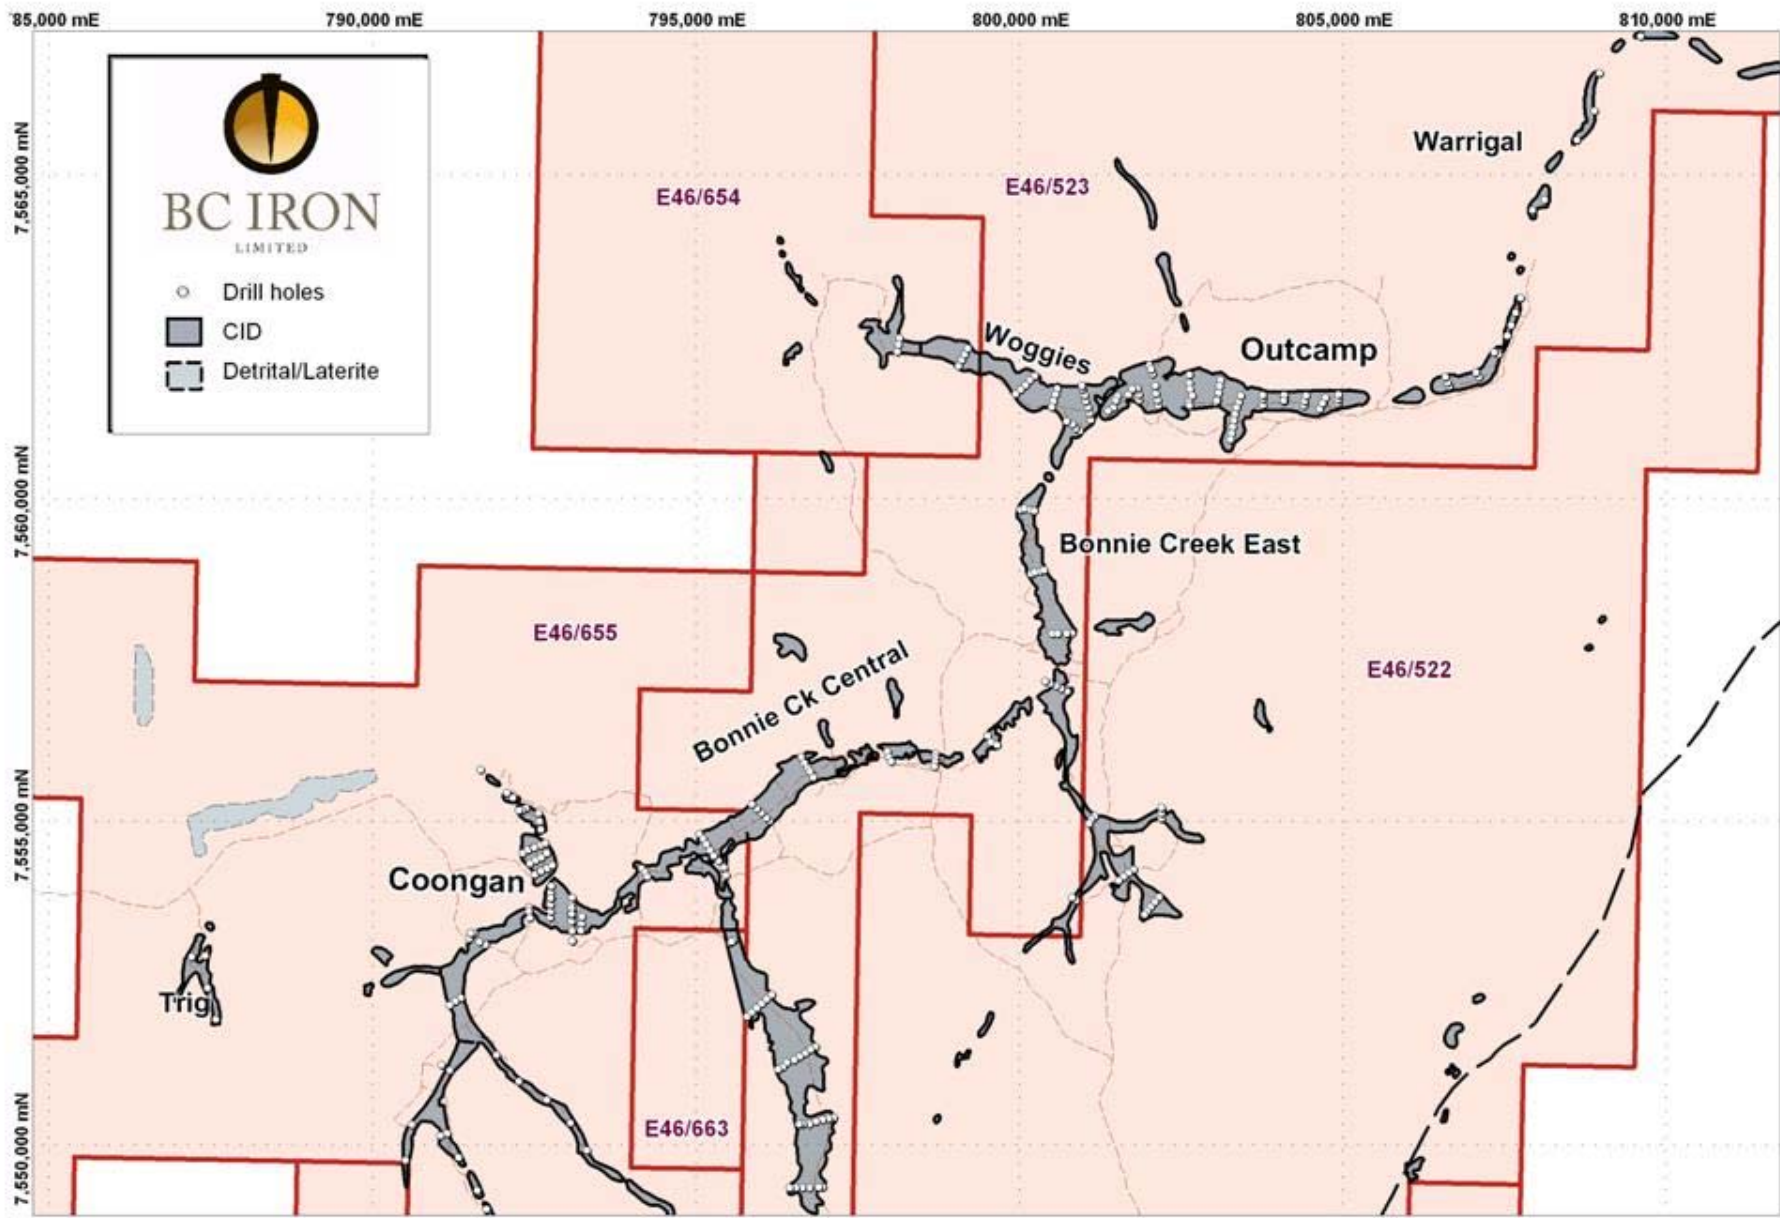 85,000 mE
790,000 mE
795,000 mE
800,000 mE
805,000 mE
810,000 mE
7,565,000 mN
7,560,000 mN
7,555,000 mN
7,550,000 mN
BC IRON
LIMITED
Drill holes
CID
Detrital/Laterite
Warrigal
E46/654
E46/523
Woggies
Outcamp
Bonnie Creek East
E46/655
Bonnie Ck Central
E46/522
Coongan
Trig
E46/663